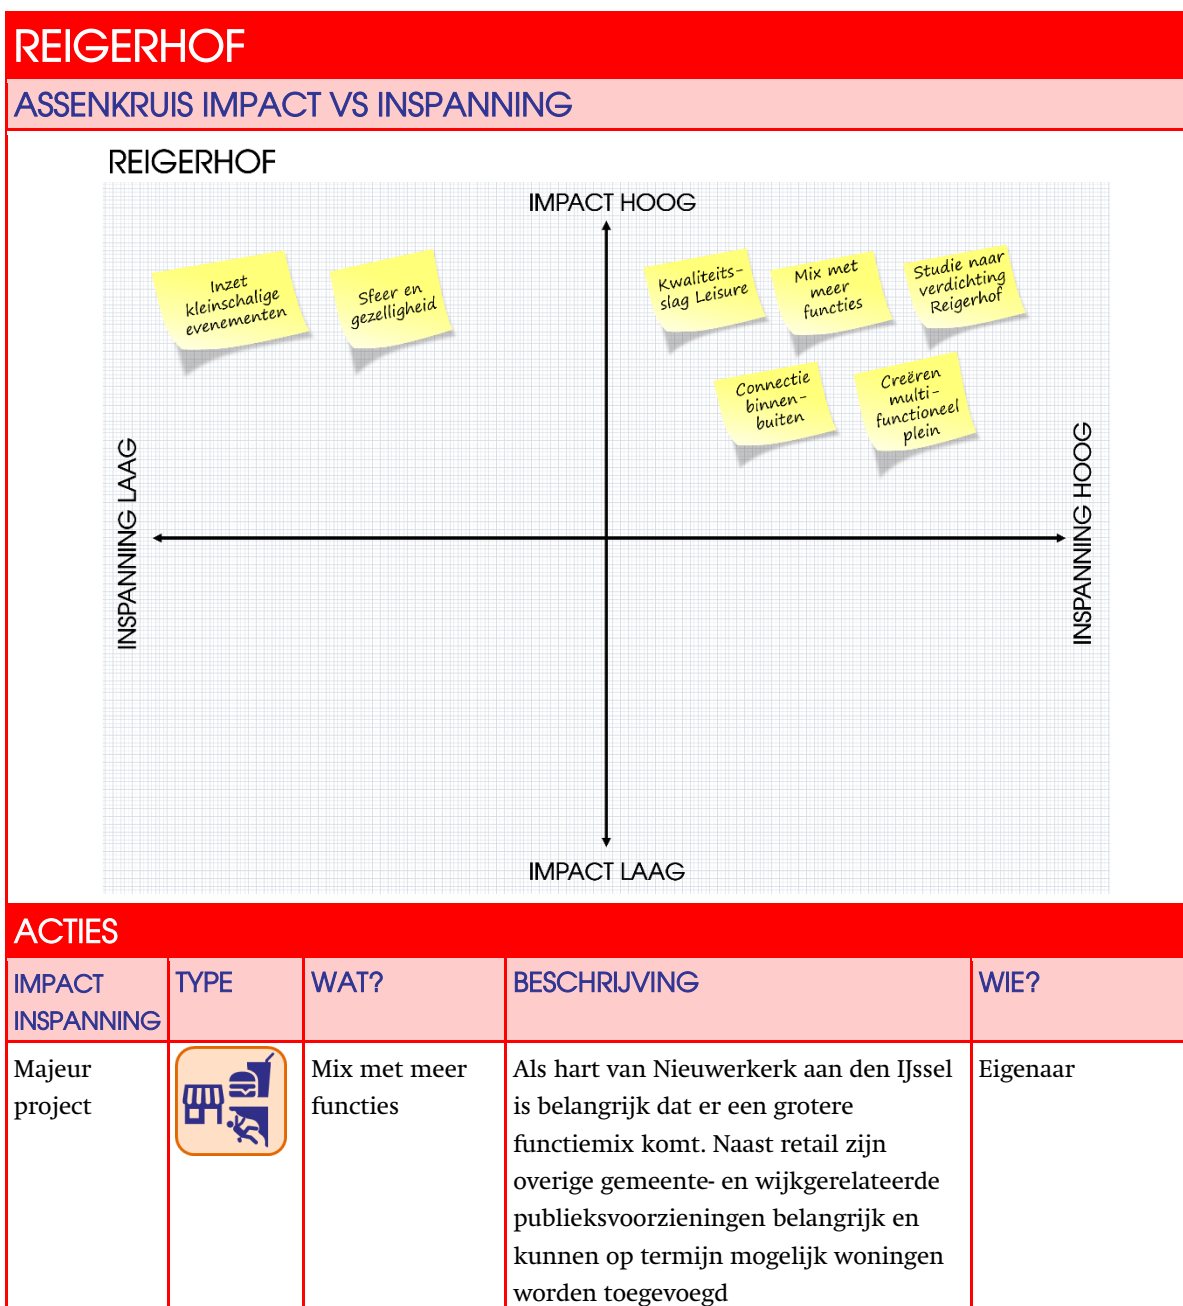 REIGERHOF
ASSENKRUIS IMPACT VS INSPANNING
REIGERHOF
IMPACT HOOG
Inzet
kleinschalige
evenementen
Sfeer en
gezelligheid
Kwaliteits-
slag Leisure
Mix met
meer
functies
Studie naar
verdichting
Reigerhof
Connectie
binnen-
buiten
Creëren
multi-
functioneel
plein
INSPANNING LAAG
INSPANNING HOOG
IMPACT LAAG
ACTIES
IMPACT
INSPANNING
TYPE
WAT?
BESCHRIJVING
WIE?
Majeur
project
Mix met meer
functies
Als hart van Nieuwerkerk aan den IJssel
is belangrijk dat er een grotere
functiemix komt. Naast retail zijn
overige gemeente- en wijkgerelateerde
publieksvoorzieningen belangrijk en
kunnen op termijn mogelijk woningen
worden toegevoegd
Eigenaar